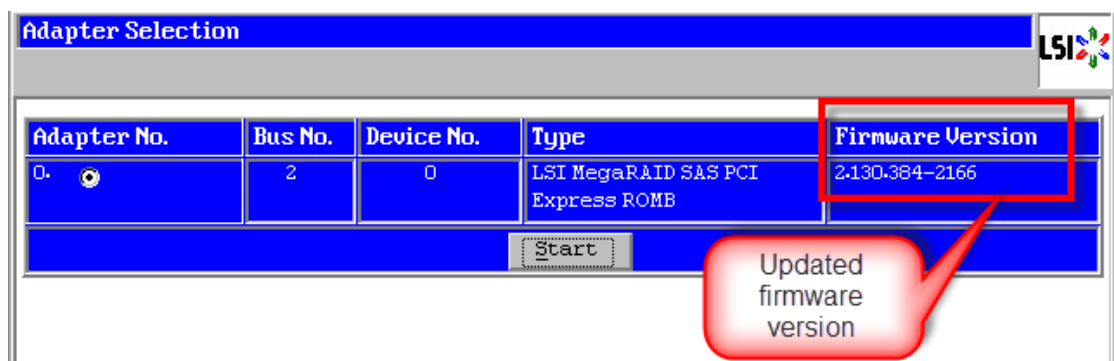 Adapter Selection
LSI
Adapter No. Bus No. Device No. Type Firmware Version
0. 2 0 LSI MegaRAID SAS PCI 2.130.384-2166
Express ROMB
Start
Updated
firmware
version